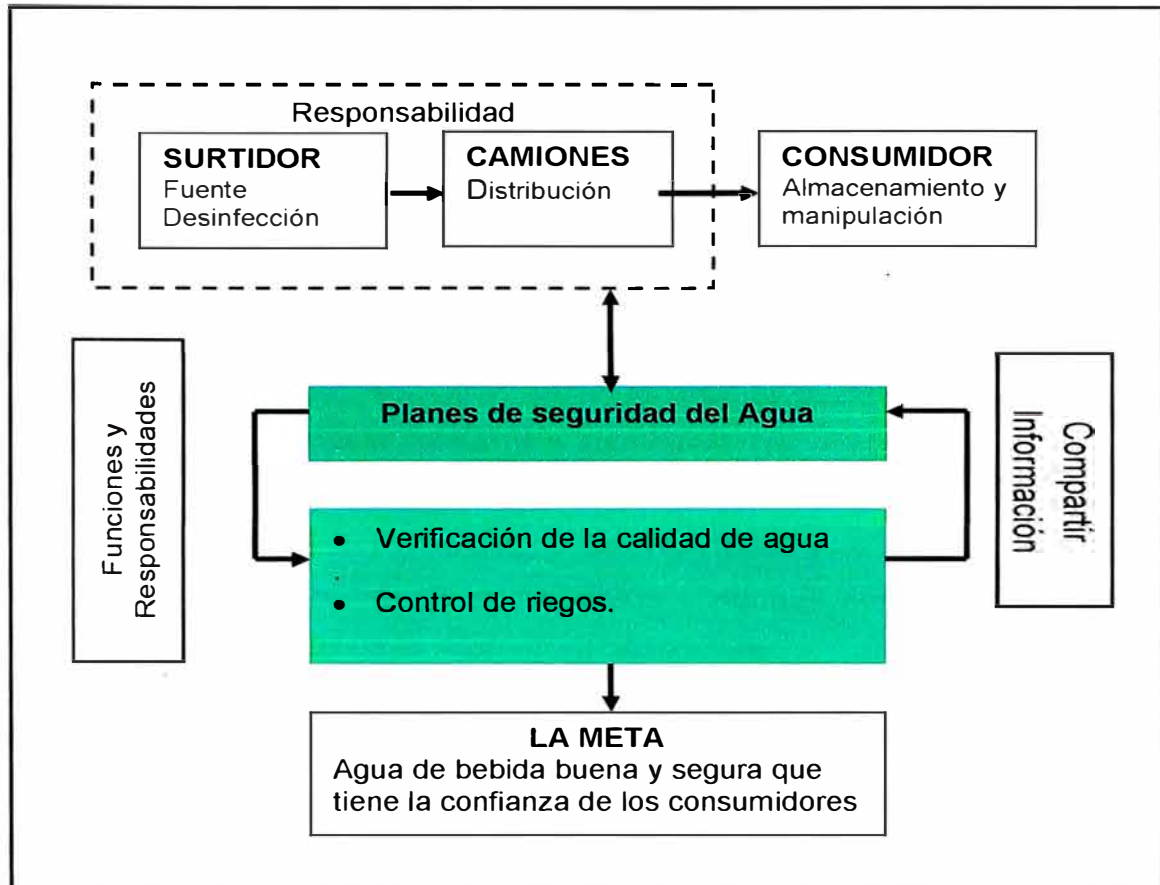 Responsabilidad
SURTIDOR
Fuente
Desinfección
CAMIONES
Distribución
CONSUMIDOR
Almacenamiento y
manipulación
Funciones y
Responsabilidades
Planes de seguridad del Agua
• Verificación de la calidad de agua
• Control de riegos.
Compartir
Información
LA META
Agua de bebida buena y segura que
tiene la confianza de los consumidores